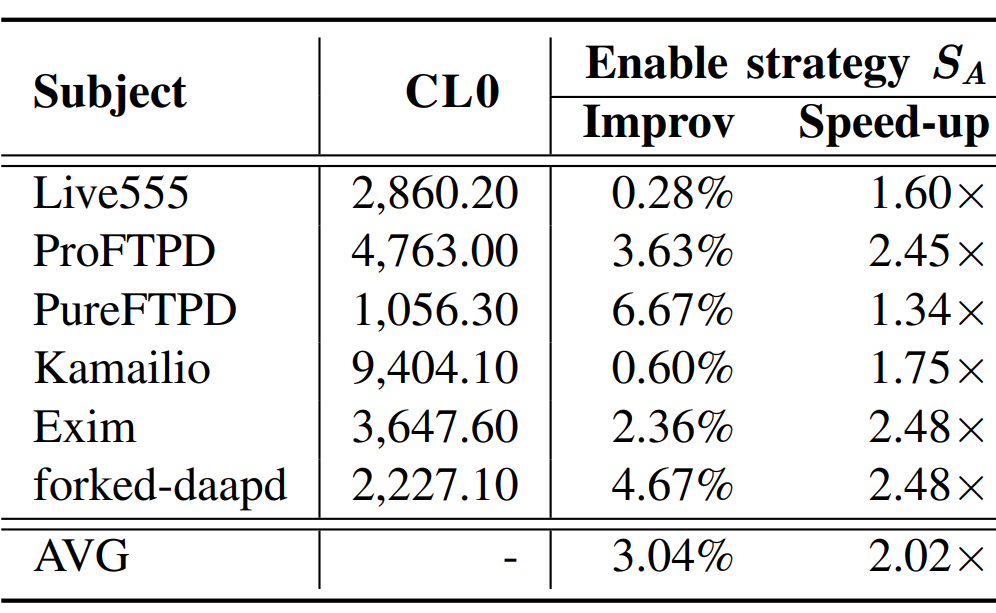 Subject CL0 Enable strategy S_A
Improv Speed-up
Live555 2,860.20 0.28% 1.60×
ProFTPD 4,763.00 3.63% 2.45×
PureFTPD 1,056.30 6.67% 1.34×
Kamailio 9,404.10 0.60% 1.75×
Exim 3,647.60 2.36% 2.48×
forked-daapd 2,227.10 4.67% 2.48×
AVG - 3.04% 2.02×